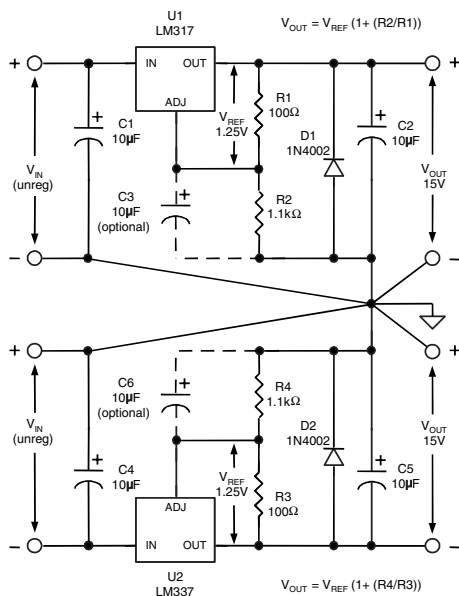 U1
LM317
V_OUT = V_REF (1+ (R2/R1))
+
IN OUT
ADJ
+
+
C1
10µF
V_REF
1.25V
R1
100Ω
D1
1N4002
+
C2
10µF
V_IN
(unreg)
C3
10µF
(optional)
+
R2
1.1kΩ
V_OUT
15V
–
–
+
+
V_IN
(unreg)
C6
10µF
(optional)
+
R4
1.1kΩ
D2
1N4002
V_OUT
15V
C4
10µF
+
V_REF
1.25V
R3
100Ω
C5
10µF
+
ADJ
IN OUT
–
–
U2
LM337
V_OUT = V_REF (1+ (R4/R3))